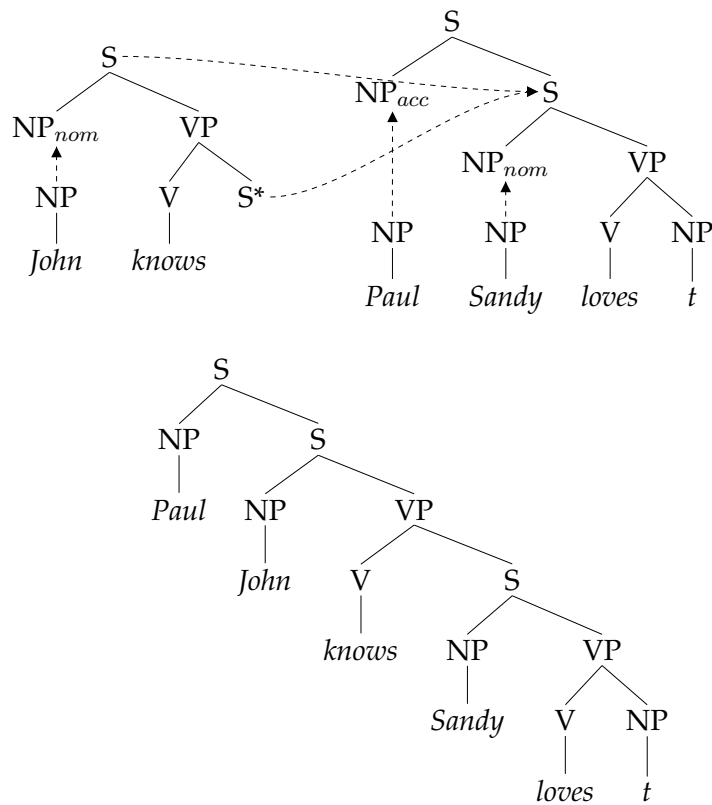 S
S
NP_acc S
NP_nom VP
NP_nom VP
NP V S*
NP NP V NP
John knows
Paul Sandy loves t
S
NP S
Paul NP VP
John V S
knows NP VP
Sandy V NP
loves t